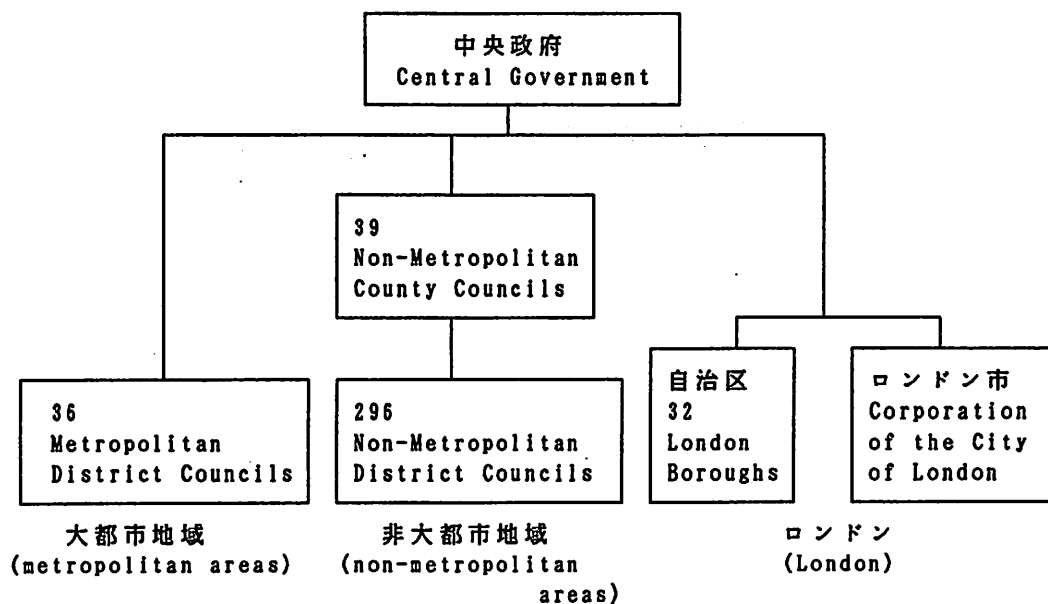 中央政府
Central Government
39
Non-Metropolitan
County Councils
36
Metropolitan
District Councils
296
Non-Metropolitan
District Councils
自治区
32
London
Boroughs
ロンドン市
Corporation
of the City
of London
大都市地域
(metropolitan areas)
非大都市地域
(non-metropolitan
areas)
ロンドン
(London)